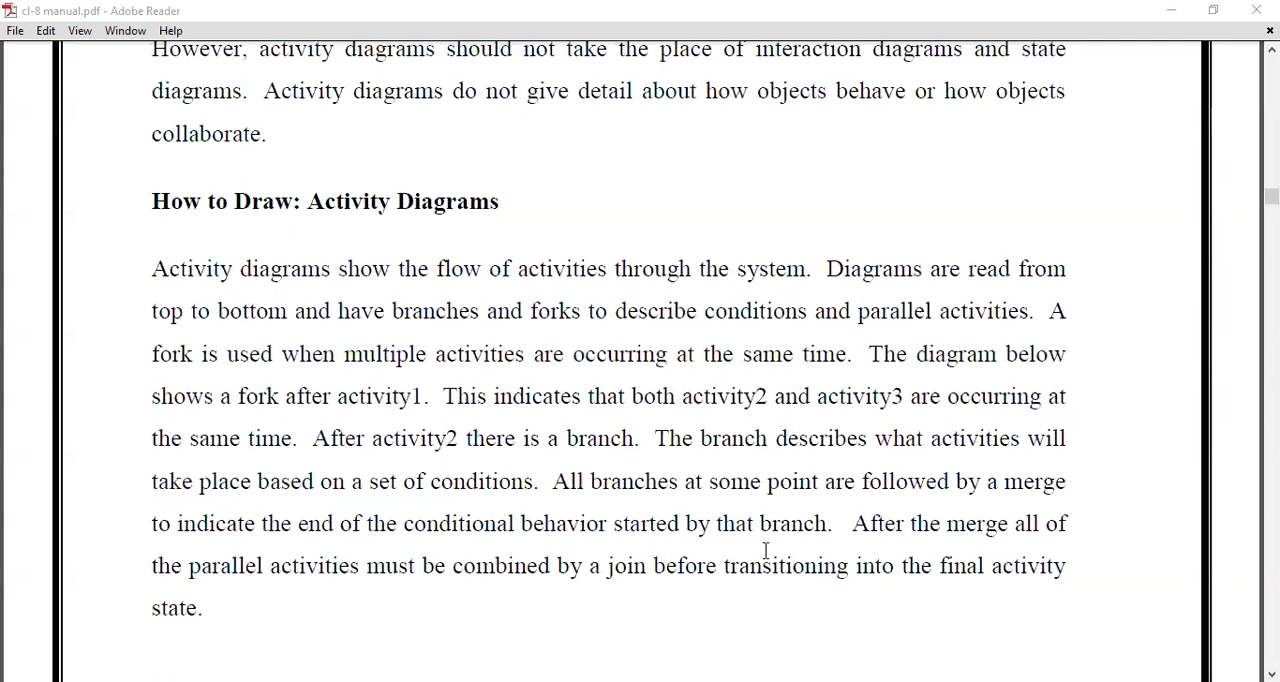 cl-8 manual.pdf - Adobe Reader
File Edit View Window Help
However, activity diagrams should not take the place of interaction diagrams and state
diagrams. Activity diagrams do not give detail about how objects behave or how objects
collaborate.
How to Draw: Activity Diagrams
Activity diagrams show the flow of activities through the system. Diagrams are read from
top to bottom and have branches and forks to describe conditions and parallel activities. A
fork is used when multiple activities are occurring at the same time. The diagram below
shows a fork after activity1. This indicates that both activity2 and activity3 are occurring at
the same time. After activity2 there is a branch. The branch describes what activities will
take place based on a set of conditions. All branches at some point are followed by a merge
to indicate the end of the conditional behavior started by that branch. After the merge all of
the parallel activities must be combined by a join before transitioning into the final activity
state.